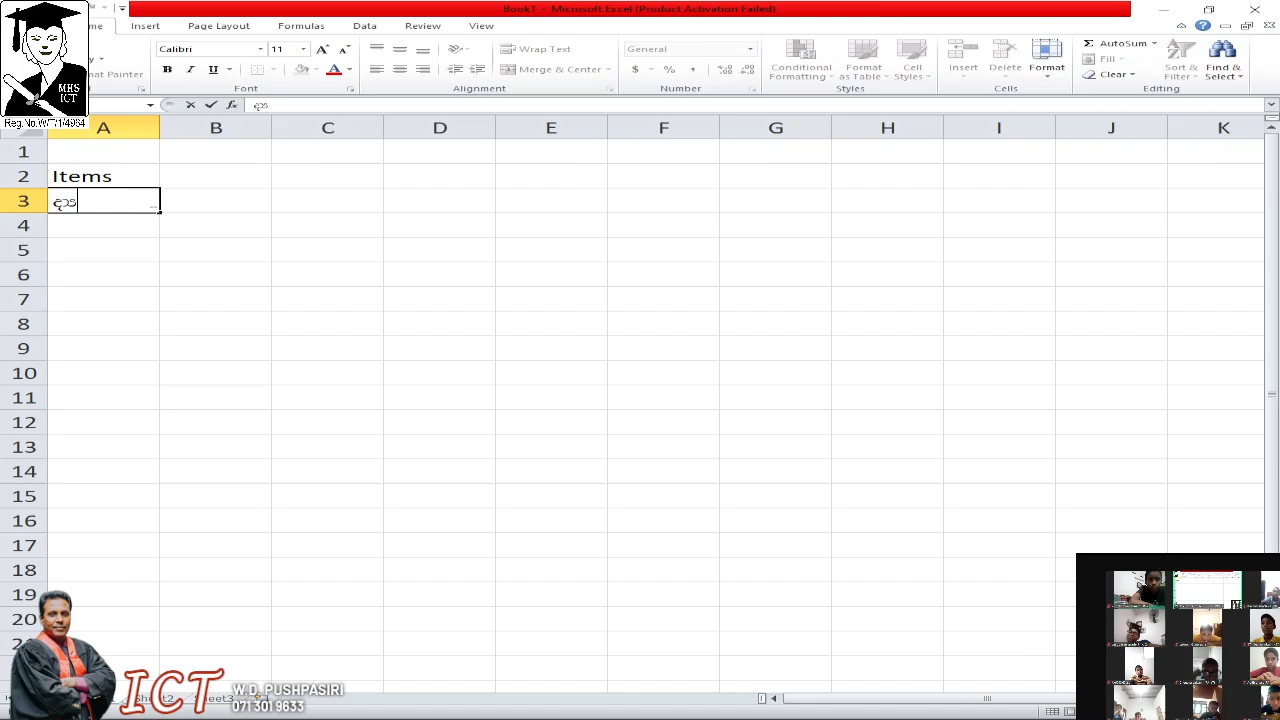 Book1 - Microsoft Excel (Product Activation Failed)
Insert Page Layout Formulas Data Review View
Calibri 11
Wrap Text
General
Conditional Formatting
Format as Table
Cell Styles
Insert
Delete
Format
AutoSum
Fill
Clear
Sort & Filter
Find & Select
Merge & Center
Font
Alignment
Number
Styles
Cells
Editing
MRS
ICT
A B C D E F G H I J K
1
2 Items
3
4
5
6
7
8
9
10
11
12
13
14
15
16
17
18
19
20
Sheet3
ICT
W.D. PUSHPASIRI
071 301 9633